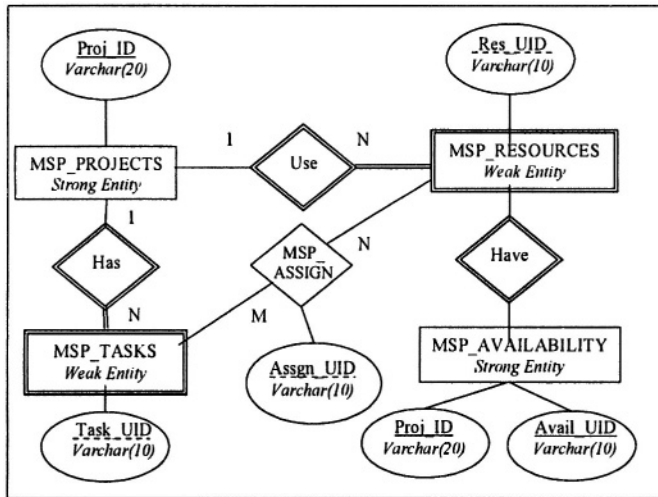 Proj_ID
Varchar(20)
Res_UID
Varchar(10)
1
N
MSP_PROJECTS
Strong Entity
Use
MSP_RESOURCES
Weak Entity
1
N
Has
MSP_
ASSIGN
Have
N
M
MSP_TASKS
Weak Entity
MSP_AVAILABILITY
Strong Entity
Assgn_UID
Varchar(10)
Task_UID
Varchar(10)
Proj_ID
Varchar(20)
Avail_UID
Varchar(10)